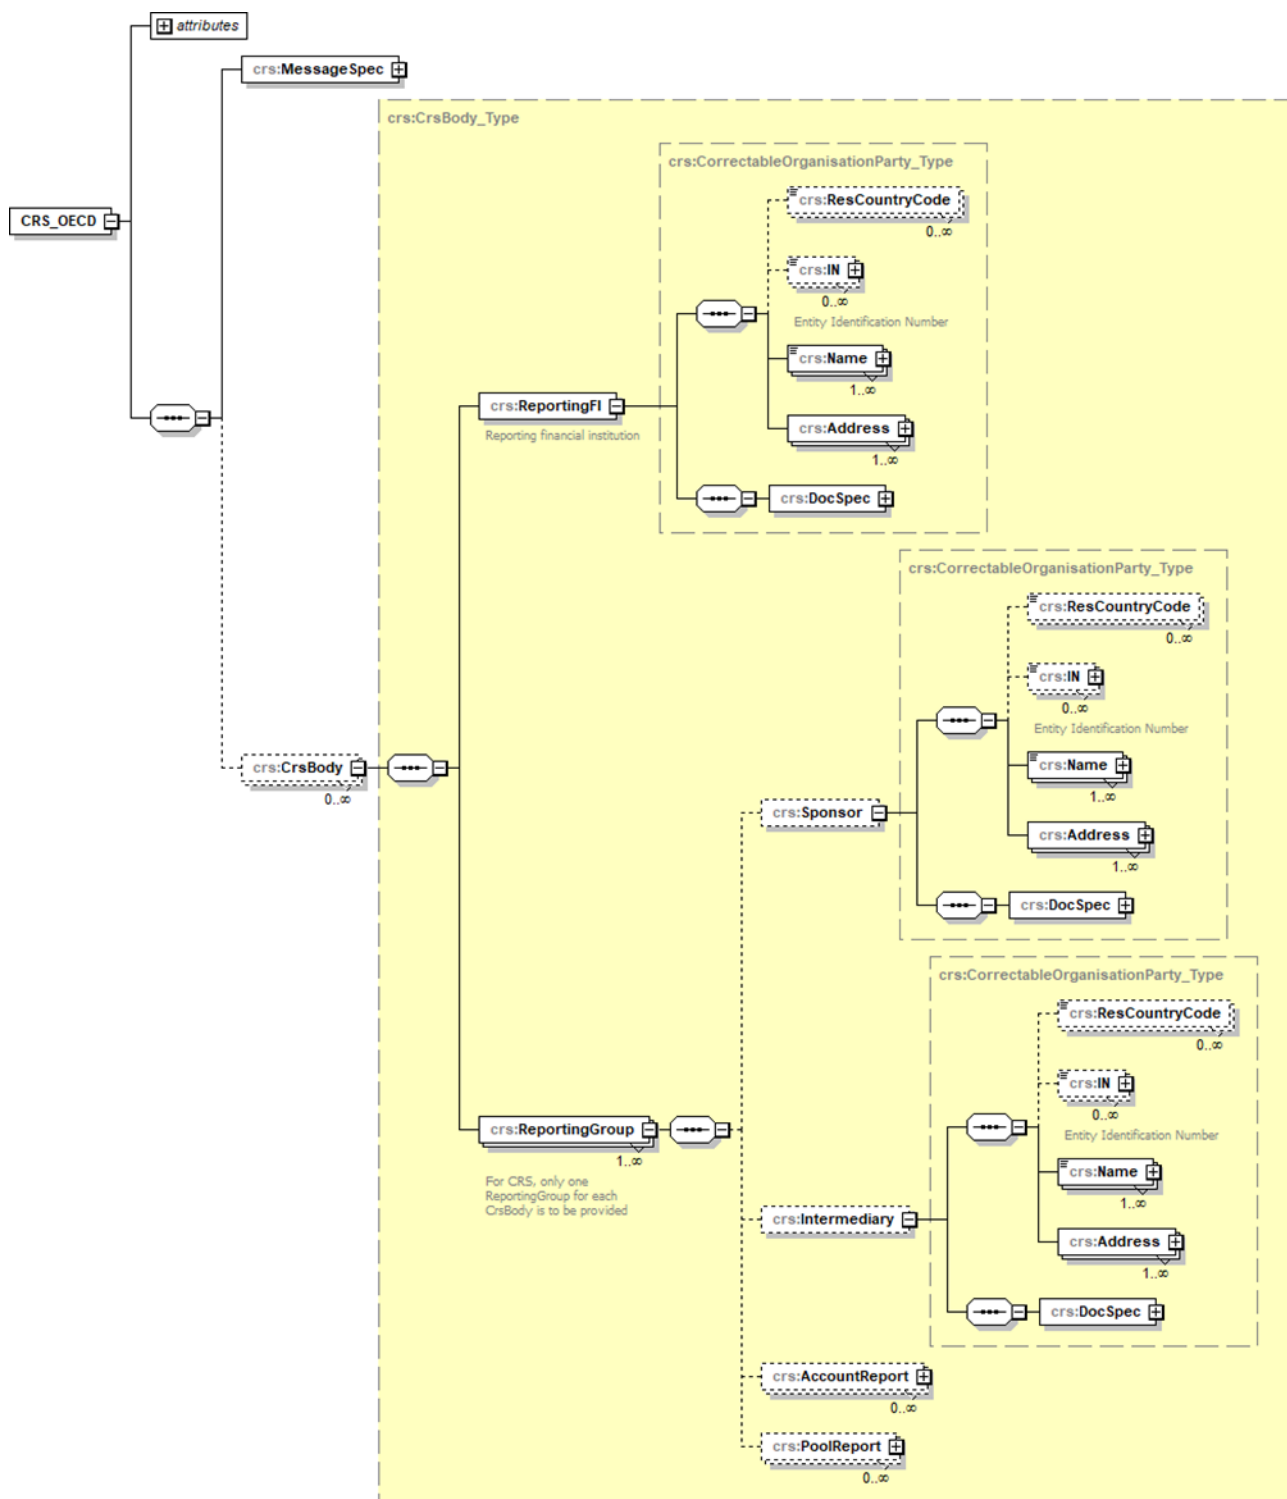 attributes
crs:MessageSpec
crs:CrsBody_Type
crs:CorrectableOrganisationParty_Type
crs:ResCountryCode
0..∞
CRS_OECD
crs:IN
0..∞
Entity Identification Number
crs:Name
1..∞
crs:ReportingFI
Reporting financial institution
crs:Address
1..∞
crs:DocSpec
crs:CorrectableOrganisationParty_Type
crs:ResCountryCode
0..∞
crs:IN
0..∞
Entity Identification Number
crs:Name
1..∞
crs:CrsBody
0..∞
crs:Sponsor
crs:Address
1..∞
crs:DocSpec
crs:CorrectableOrganisationParty_Type
crs:ResCountryCode
0..∞
crs:IN
0..∞
Entity Identification Number
crs:ReportingGroup
1..∞
For CRS, only one
ReportingGroup for each
CrsBody is to be provided
crs:Name
1..∞
crs:Intermediary
crs:Address
1..∞
crs:DocSpec
crs:AccountReport
0..∞
crs:PoolReport
0..∞